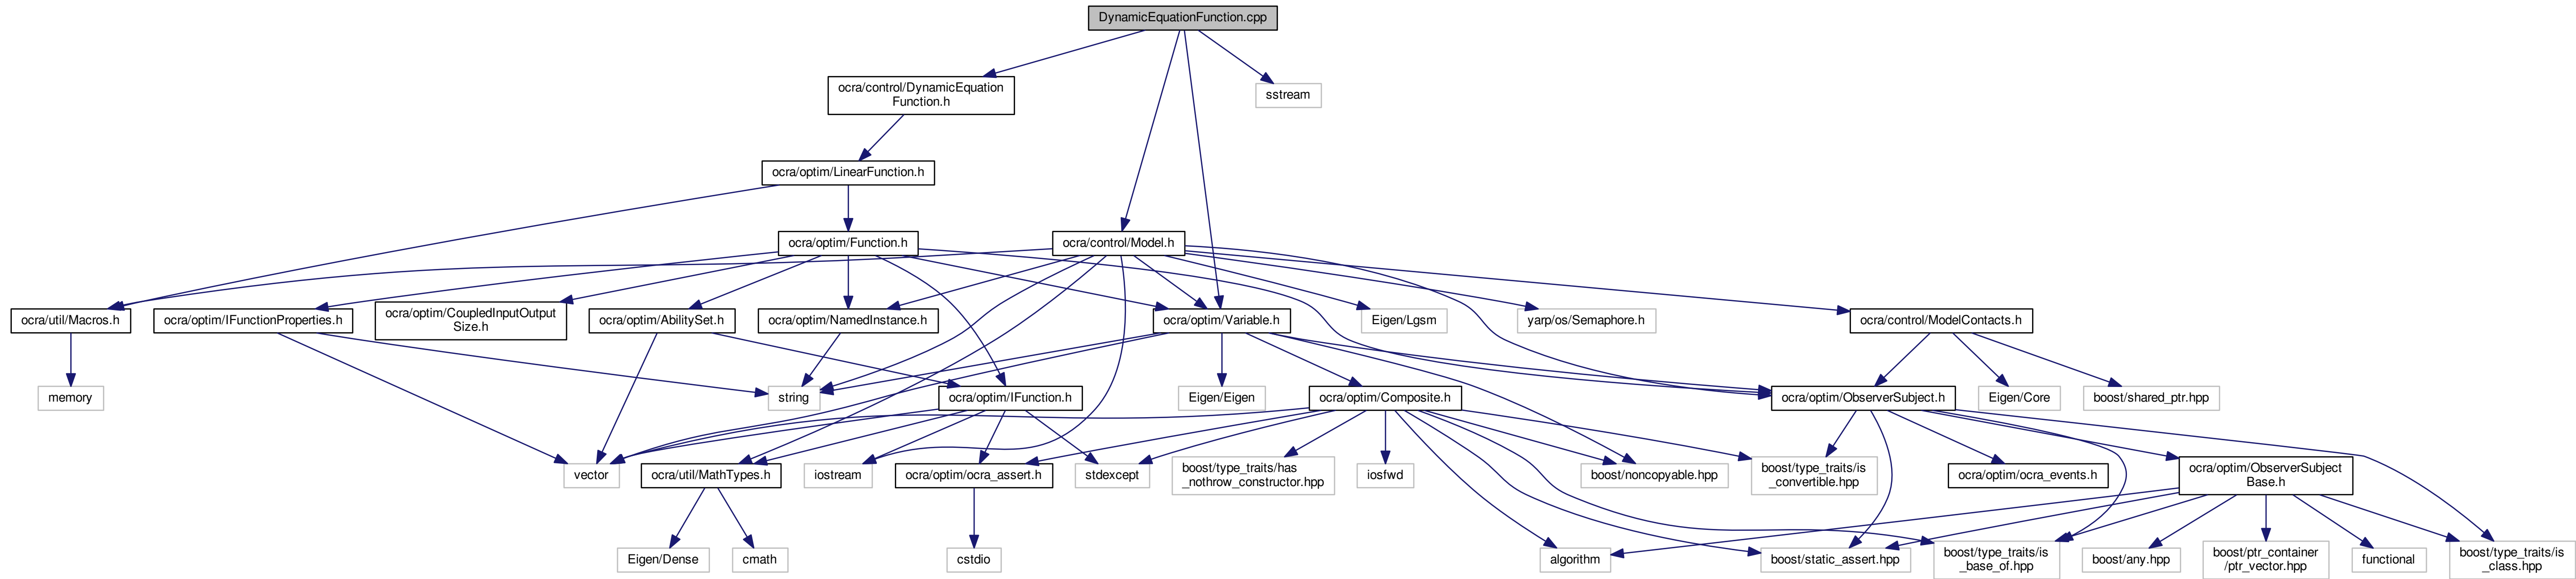 DynamicEquationFunction.cpp
ocra/control/DynamicEquation
Function.h
sstream
ocra/optim/LinearFunction.h
ocra/optim/Function.h
ocra/control/Model.h
ocra/util/Macros.h
ocra/optim/IFunctionProperties.h
ocra/optim/CoupledInputOutput
Size.h
ocra/optim/AbilitySet.h
ocra/optim/NamedInstance.h
ocra/optim/Variable.h
Eigen/Lgsm
yarp/os/Semaphore.h
ocra/control/ModelContacts.h
memory
string
ocra/optim/IFunction.h
Eigen/Eigen
ocra/optim/Composite.h
ocra/optim/ObserverSubject.h
Eigen/Core
boost/shared_ptr.hpp
vector
ocra/util/MathTypes.h
iostream
ocra/optim/ocra_assert.h
stdexcept
boost/type_traits/has
_nothrow_constructor.hpp
iosfwd
boost/noncopyable.hpp
boost/type_traits/is
_convertible.hpp
ocra/optim/ocra_events.h
ocra/optim/ObserverSubject
Base.h
Eigen/Dense
cmath
cstdio
algorithm
boost/static_assert.hpp
boost/type_traits/is
_base_of.hpp
boost/any.hpp
boost/ptr_container
/ptr_vector.hpp
functional
boost/type_traits/is
_class.hpp